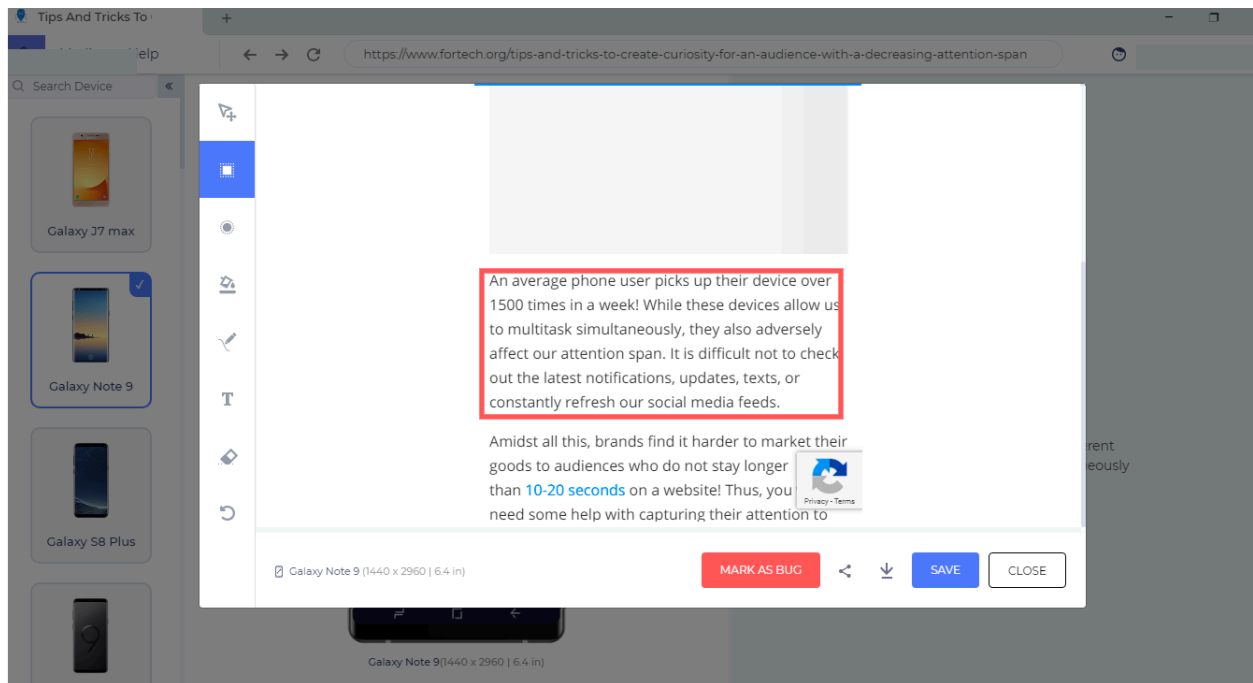 Tips And Tricks To
+
elp
https://www.fortech.org/tips-and-tricks-to-create-curiosity-for-an-audience-with-a-decreasing-attention-span
Search Device
«
Galaxy J7 max
Galaxy Note 9
Galaxy S8 Plus
T
An average phone user picks up their device over
1500 times in a week! While these devices allow us
to multitask simultaneously, they also adversely
affect our attention span. It is difficult not to check
out the latest notifications, updates, texts, or
constantly refresh our social media feeds.
Amidst all this, brands find it harder to market their
goods to audiences who do not stay longer
than 10-20 seconds on a website! Thus, you
need some help with capturing their attention to
Privacy - Terms
rent
eously
Galaxy Note 9 (1440 x 2960 | 6.4 in)
MARK AS BUG
SAVE
CLOSE
Galaxy Note 9(1440 x 2960 | 6.4 in)